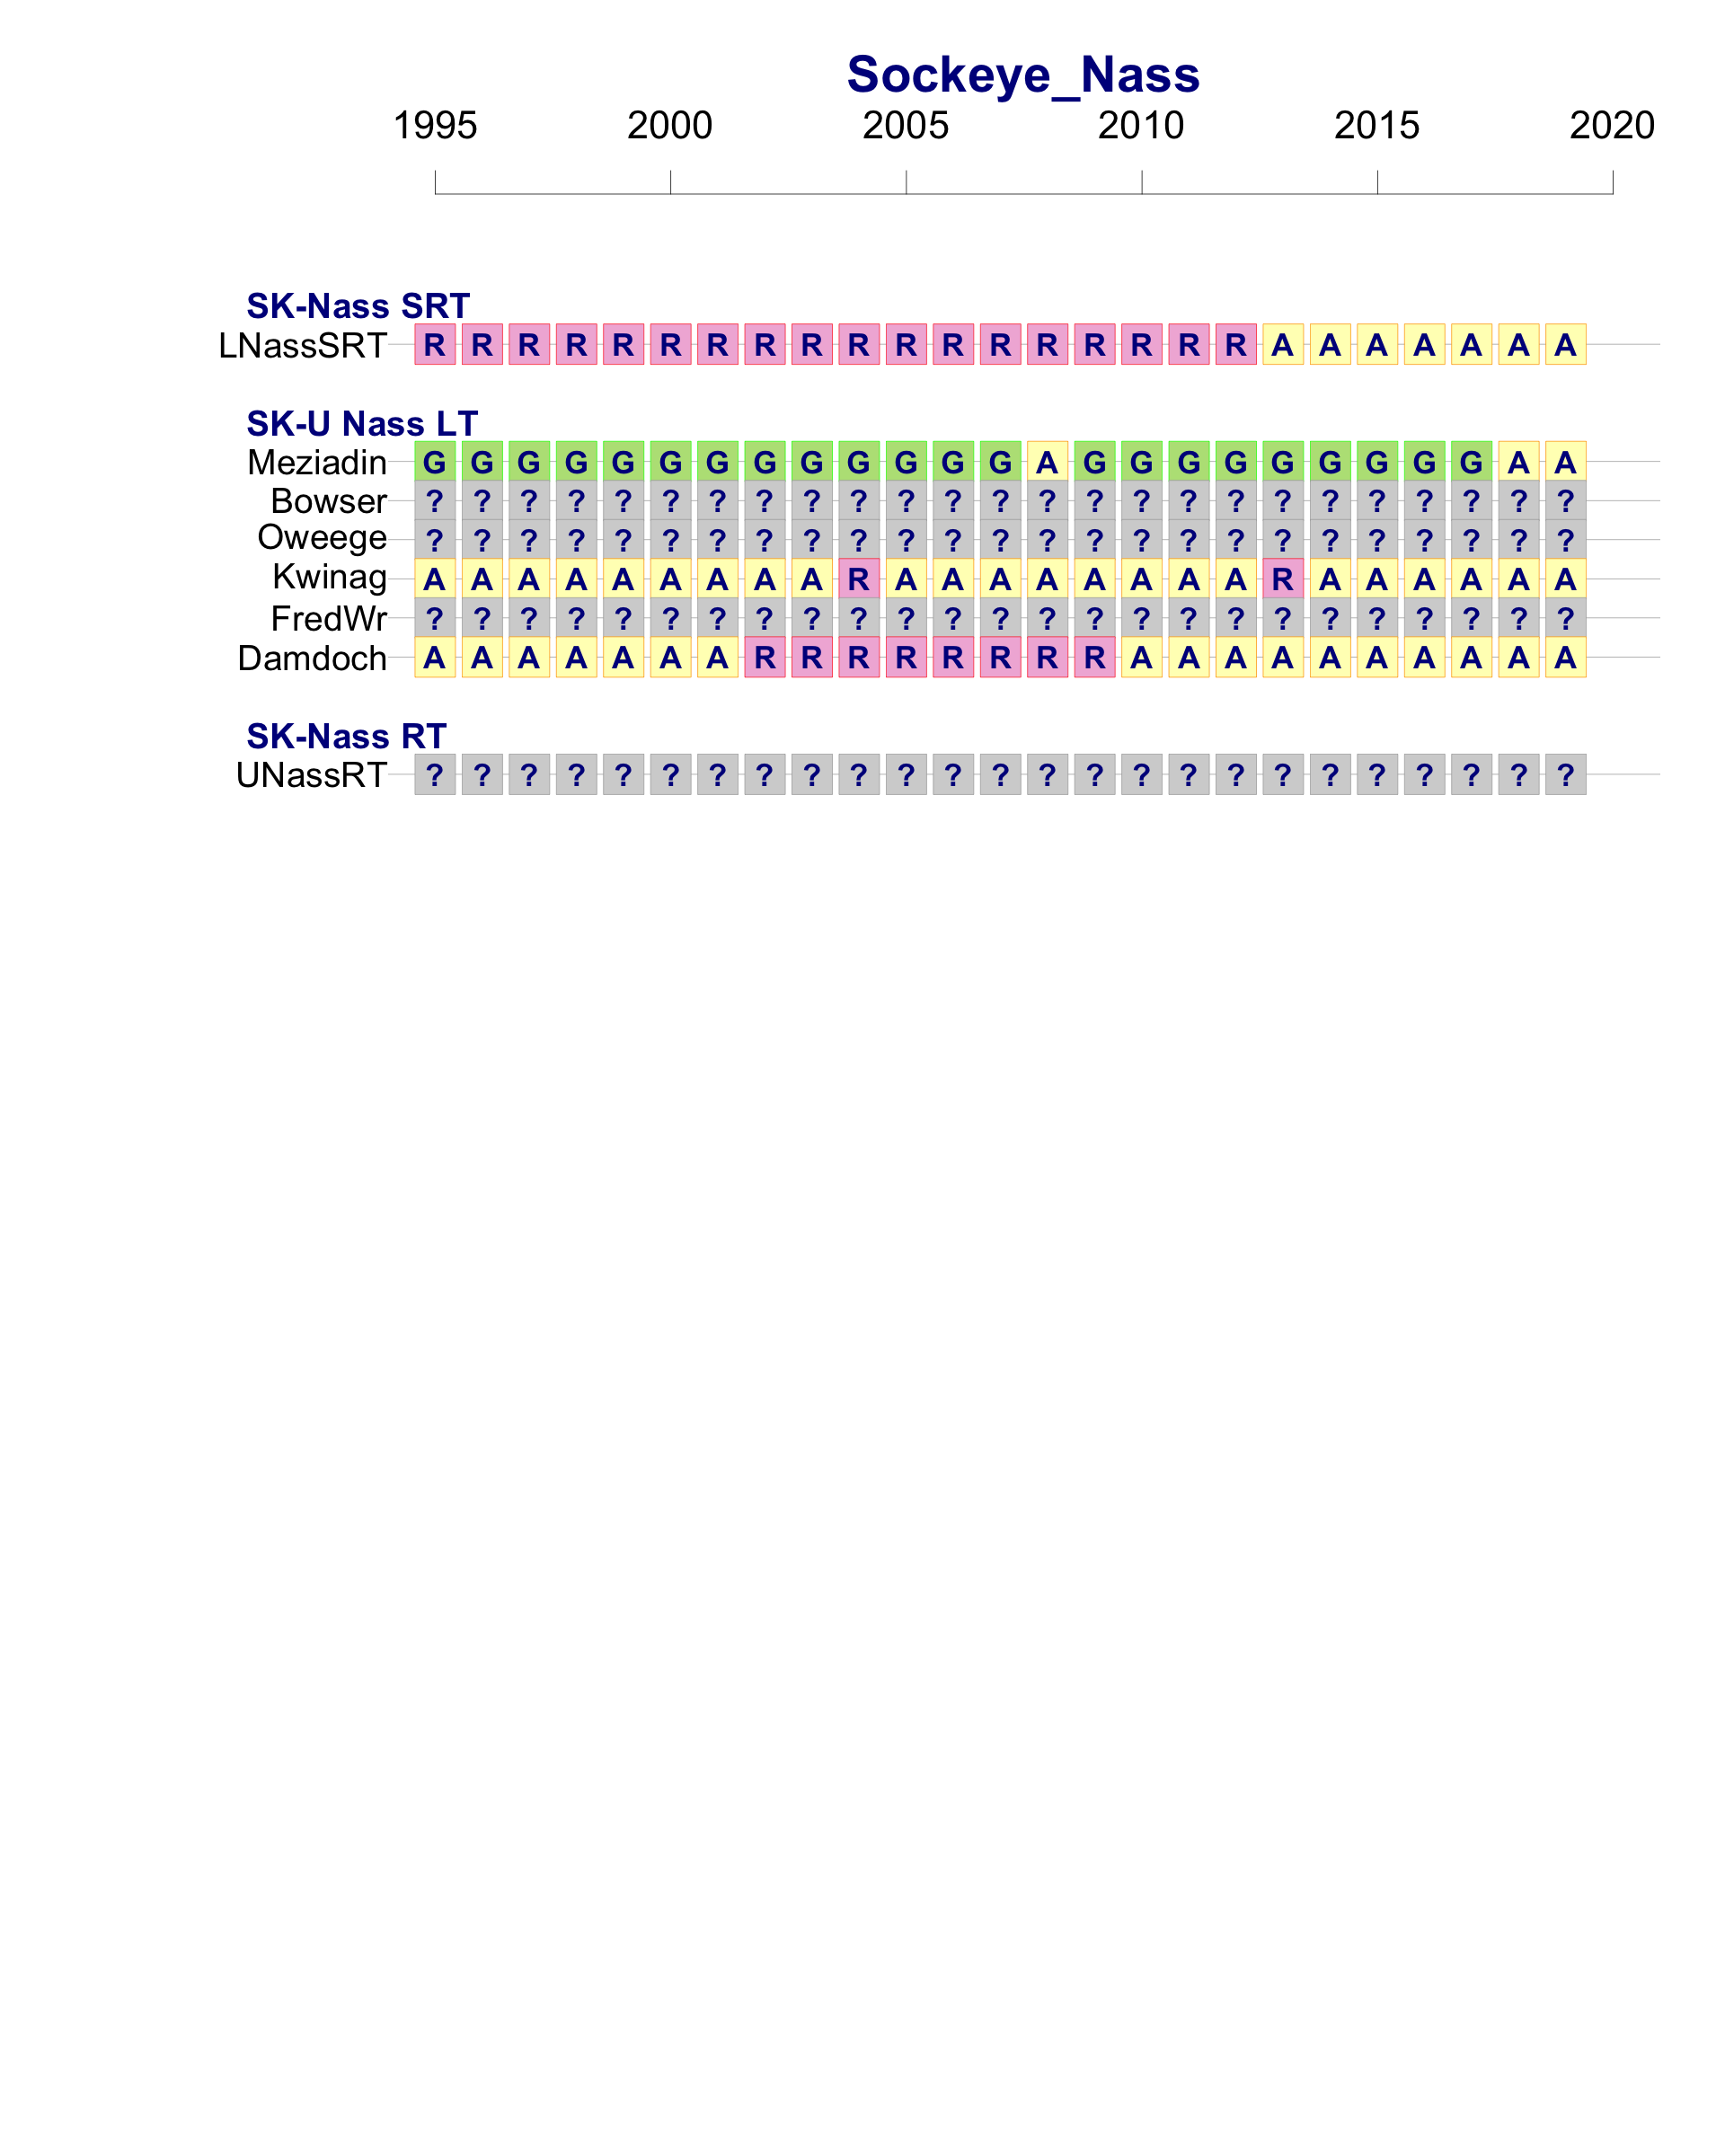 Sockeye_Nass
1995 2000 2005 2010 2015 2020
SK-Nass SRT
LNassSRT R R R R R R R R R R R R R R R R R R A A A A A A A
SK-U Nass LT
Meziadin G G G G G G G G G G G G G A G G G G G G G G G A A
Bowser ? ? ? ? ? ? ? ? ? ? ? ? ? ? ? ? ? ? ? ? ? ? ? ? ?
Oweege ? ? ? ? ? ? ? ? ? ? ? ? ? ? ? ? ? ? ? ? ? ? ? ? ?
Kwinag A A A A A A A A A R A A A A A A A A R A A A A A A
FredWr ? ? ? ? ? ? ? ? ? ? ? ? ? ? ? ? ? ? ? ? ? ? ? ? ?
Damdoch A A A A A A A R R R R R R R R A A A A A A A A A A
SK-Nass RT
UNassRT ? ? ? ? ? ? ? ? ? ? ? ? ? ? ? ? ? ? ? ? ? ? ? ? ?